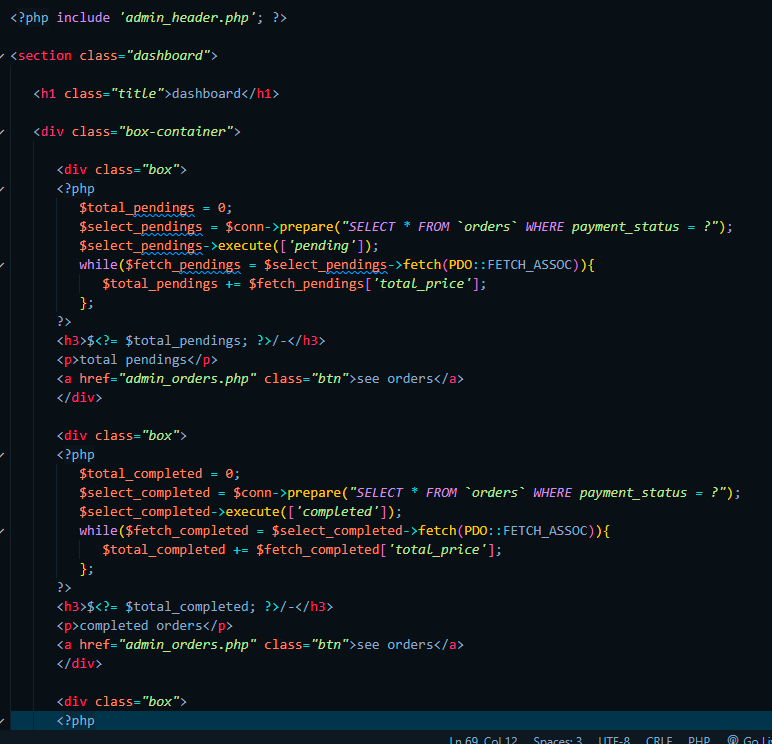 <?php include 'admin_header.php'; ?>
<section class="dashboard">
<h1 class="title">dashboard</h1>
<div class="box-container">
<div class="box">
<?php
$total_pendings = 0;
$select_pendings = $conn->prepare("SELECT * FROM `orders` WHERE payment_status = ?");
$select_pendings->execute(['pending']);
while($fetch_pendings = $select_pendings->fetch(PDO::FETCH_ASSOC)){
$total_pendings += $fetch_pendings['total_price'];
};
?>
<h3>$<?= $total_pendings; ?>/-</h3>
<p>total pendings</p>
<a href="admin_orders.php" class="btn">see orders</a>
</div>
<div class="box">
<?php
$total_completed = 0;
$select_completed = $conn->prepare("SELECT * FROM `orders` WHERE payment_status = ?");
$select_completed->execute(['completed']);
while($fetch_completed = $select_completed->fetch(PDO::FETCH_ASSOC)){
$total_completed += $fetch_completed['total_price'];
};
?>
<h3>$<?= $total_completed; ?>/-</h3>
<p>completed orders</p>
<a href="admin_orders.php" class="btn">see orders</a>
</div>
<div class="box">
<?php
Ln 69, Col 12 Spaces: 3 UTF-8 CRLF PHP Go